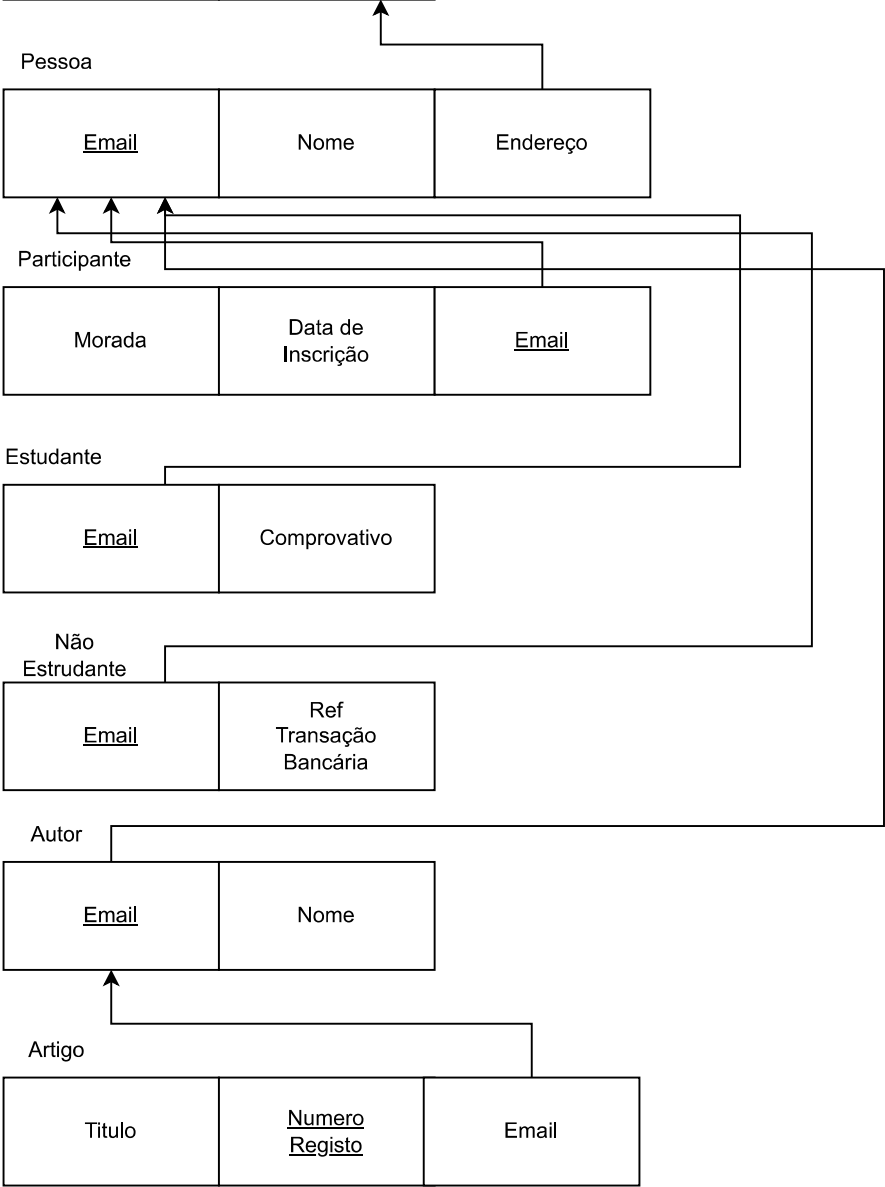 Pessoa
Email
Nome
Endereço
Participante
Morada
Data de
Inscrição
Email
Estudante
Email
Comprovativo
Não
Estrudante
Email
Ref
Transação
Bancária
Autor
Email
Nome
Artigo
Titulo
Numero
Registo
Email